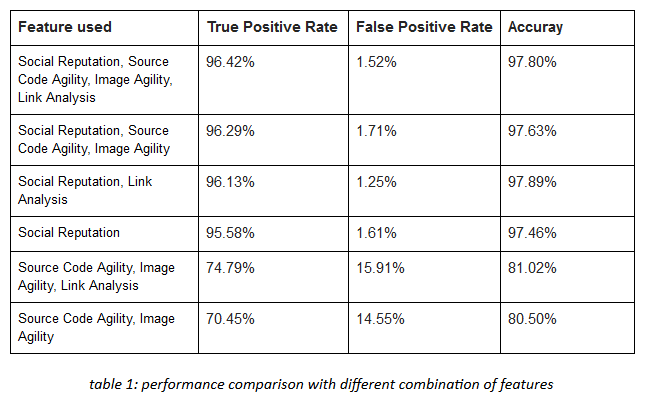 Feature used True Positive Rate False Positive Rate Accuray
Social Reputation, Source 96.42% 1.52% 97.80%
Code Agility, Image Agility,
Link Analysis
Social Reputation, Source 96.29% 1.71% 97.63%
Code Agility, Image Agility
Social Reputation, Link 96.13% 1.25% 97.89%
Analysis
Social Reputation 95.58% 1.61% 97.46%
Source Code Agility, Image 74.79% 15.91% 81.02%
Agility, Link Analysis
Source Code Agility, Image 70.45% 14.55% 80.50%
Agility
table 1: performance comparison with different combination of features